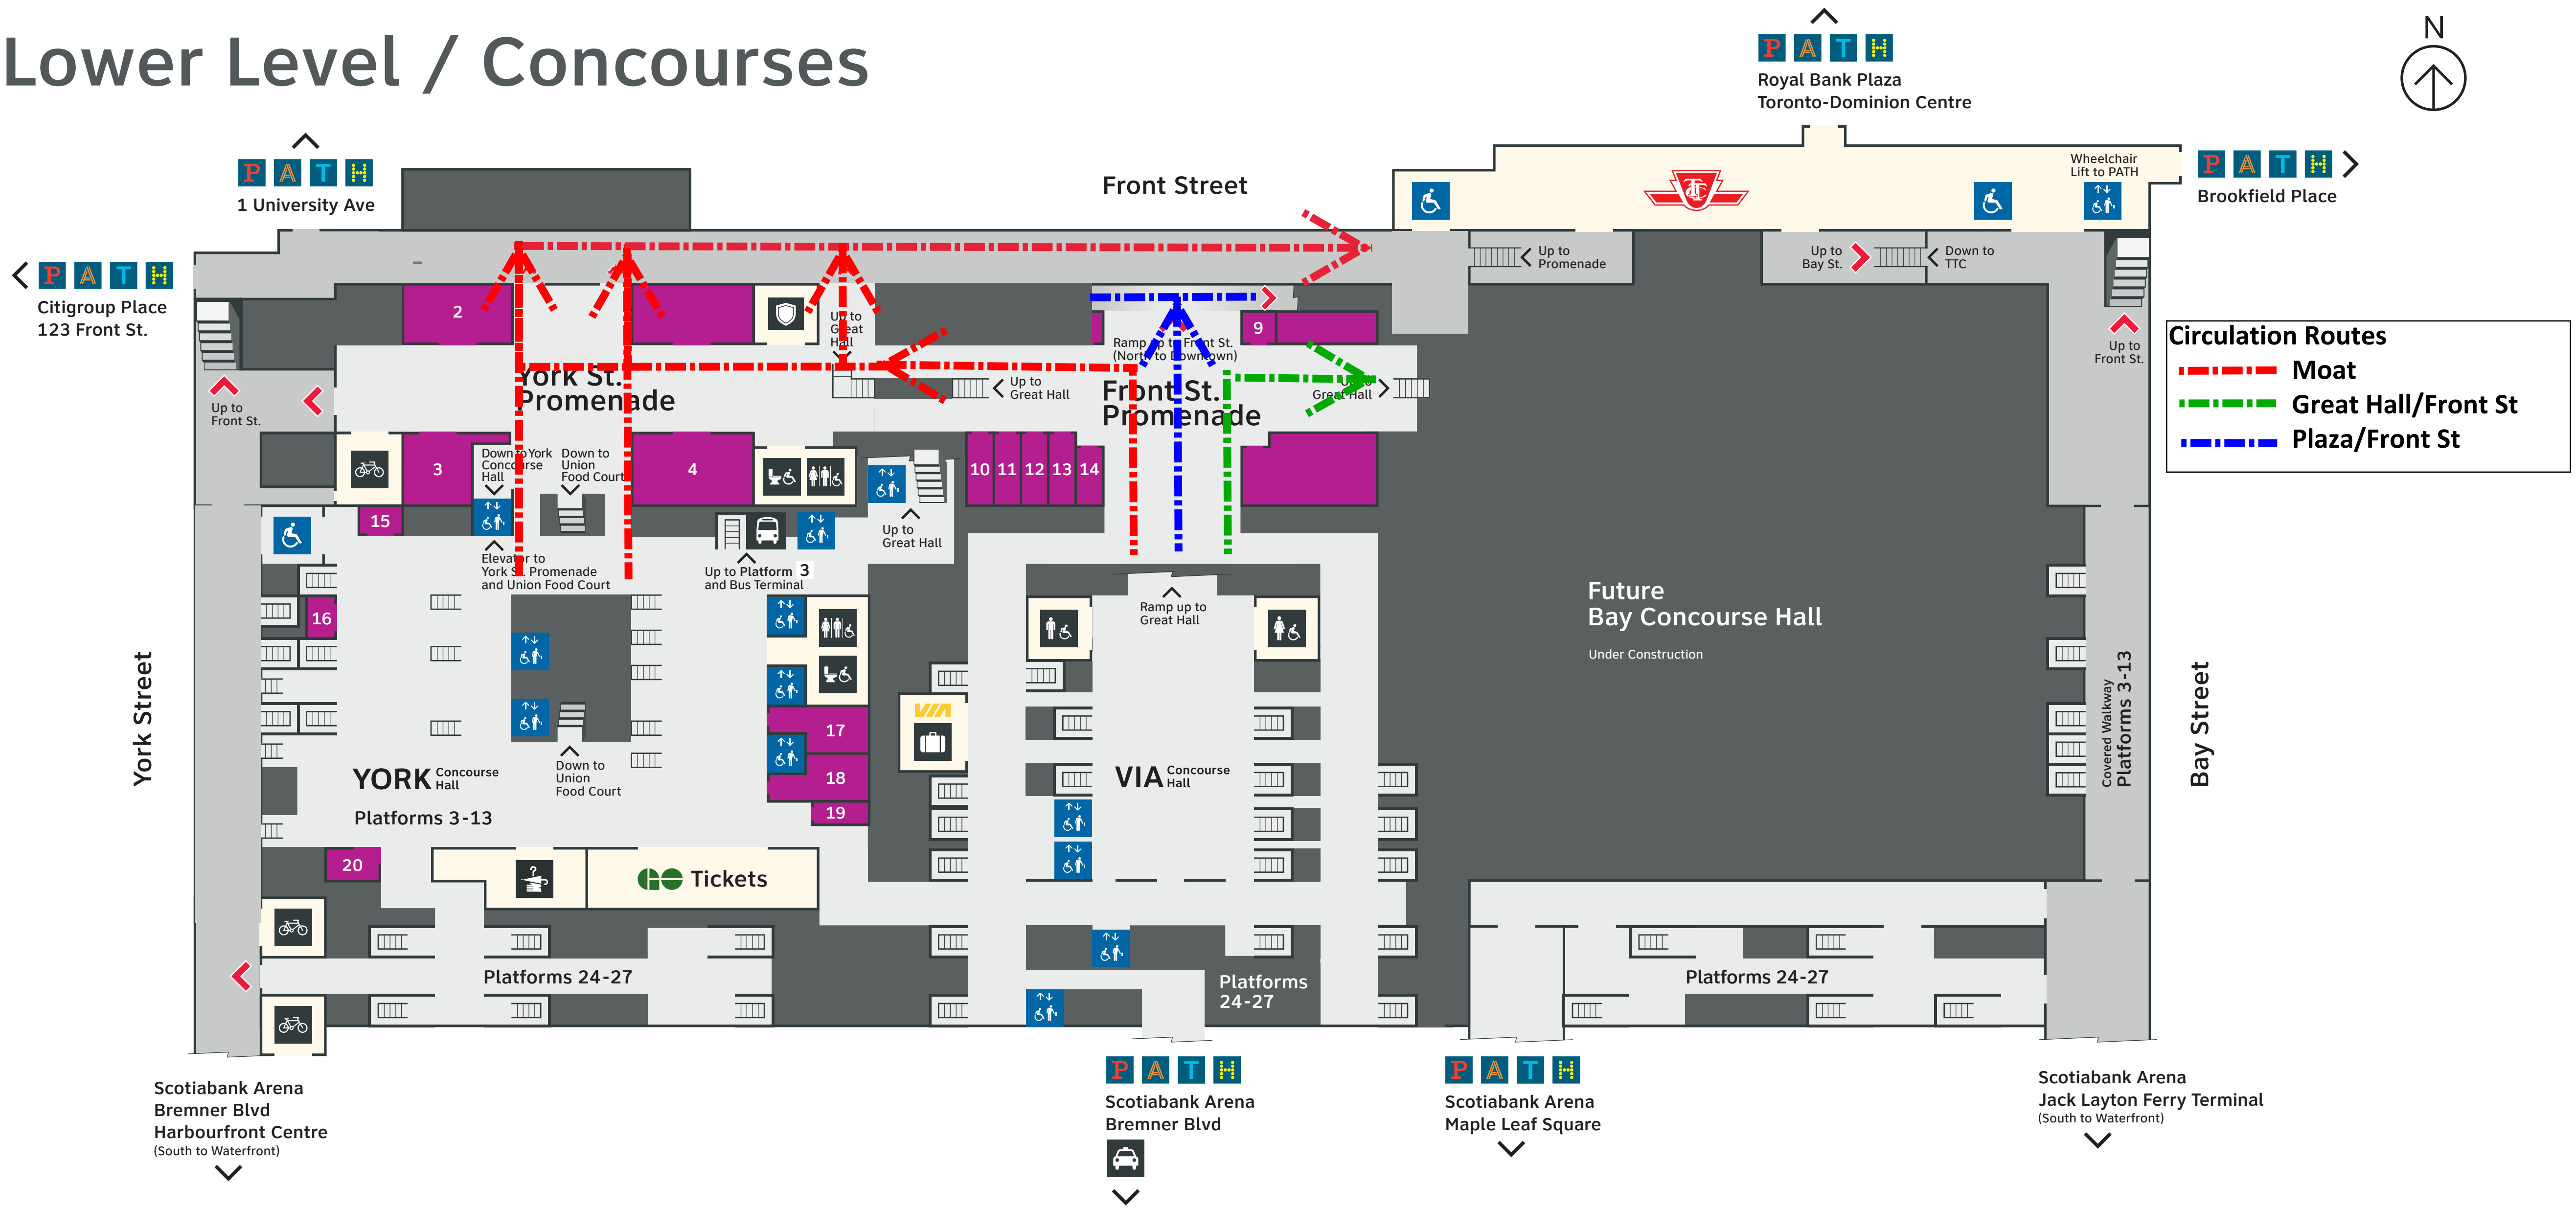 Lower Level / Concourses
N
PATH
Royal Bank Plaza
Toronto-Dominion Centre
PATH
1 University Ave
Front Street
Wheelchair
Lift to PATH
PATH
Brookfield Place
PATH
Citigroup Place
123 Front St.
TTC
Up to
Promenade
Up to
Bay St.
Down to
TTC
2
Up to
Great
Hall
Ramp up to Front St.
(North to Downtown)
9
Up to
Front St.
Circulation Routes
Moat
Great Hall/Front St
Plaza/Front St
Up to
Front St.
York St.
Promenade
Up to
Great Hall
Front St.
Promenade
Up to
Great Hall
3
Down to York
Concourse
Hall
Down to
Union
Food Court
4
10 11 12 13 14
15
Up to
Great Hall
Elevator to
York St. Promenade
and Union Food Court
Up to Platform 3
and Bus Terminal
16
Ramp up to
Great Hall
Future
Bay Concourse Hall
Under Construction
York Street
Bay Street
Covered Walkway
Platforms 3-13
VIA
17
18
19
YORK Concourse
Hall
Platforms 3-13
Down to
Union
Food Court
VIA Concourse
Hall
20
?
GO Tickets
Platforms 24-27
Platforms
24-27
Platforms 24-27
Scotiabank Arena
Bremner Blvd
Harbourfront Centre
(South to Waterfront)
PATH
Scotiabank Arena
Bremner Blvd
PATH
Scotiabank Arena
Maple Leaf Square
Scotiabank Arena
Jack Layton Ferry Terminal
(South to Waterfront)